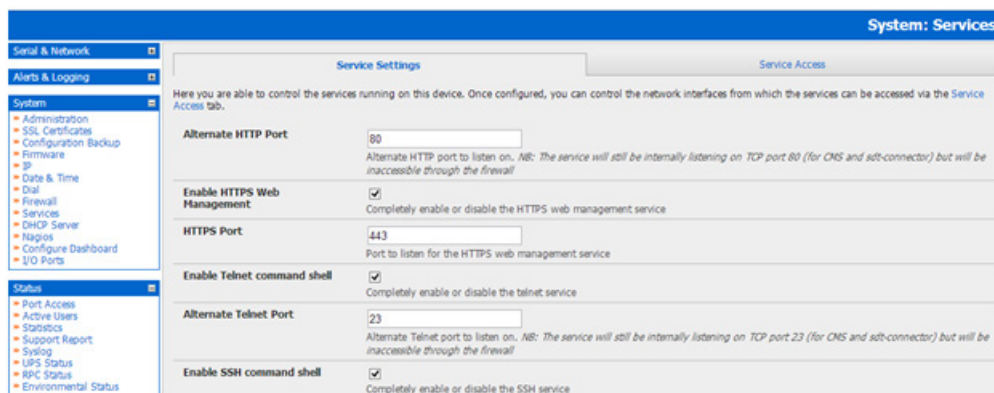 System: Services
Serial & Network
Alerts & Logging
System
Administration
SSL Certificates
Configuration Backup
Firmware
IP
Date & Time
Dial
Firewall
Services
DHCP Server
Nagios
Configure Dashboard
I/O Ports
Status
Port Access
Active Users
Statistics
Support Report
Syslog
UPS Status
RPC Status
Environmental Status
Service Settings
Service Access
Here you are able to control the services running on this device. Once configured, you can control the network interfaces from which the services can be accessed via the Service
Access tab.
Alternate HTTP Port
80
Alternate HTTP port to listen on. NB: The service will still be internally listening on TCP port 80 (for CMS and sdt-connector) but will be
inaccessible through the firewall
Enable HTTPS Web
Management
Completely enable or disable the HTTPS web management service
HTTPS Port
443
Port to listen for the HTTPS web management service
Enable Telnet command shell
Completely enable or disable the telnet service
Alternate Telnet Port
23
Alternate Telnet port to listen on. NB: The service will still be internally listening on TCP port 23 (for CMS and sdt-connector) but will be
inaccessible through the firewall
Enable SSH command shell
Completely enable or disable the SSH service